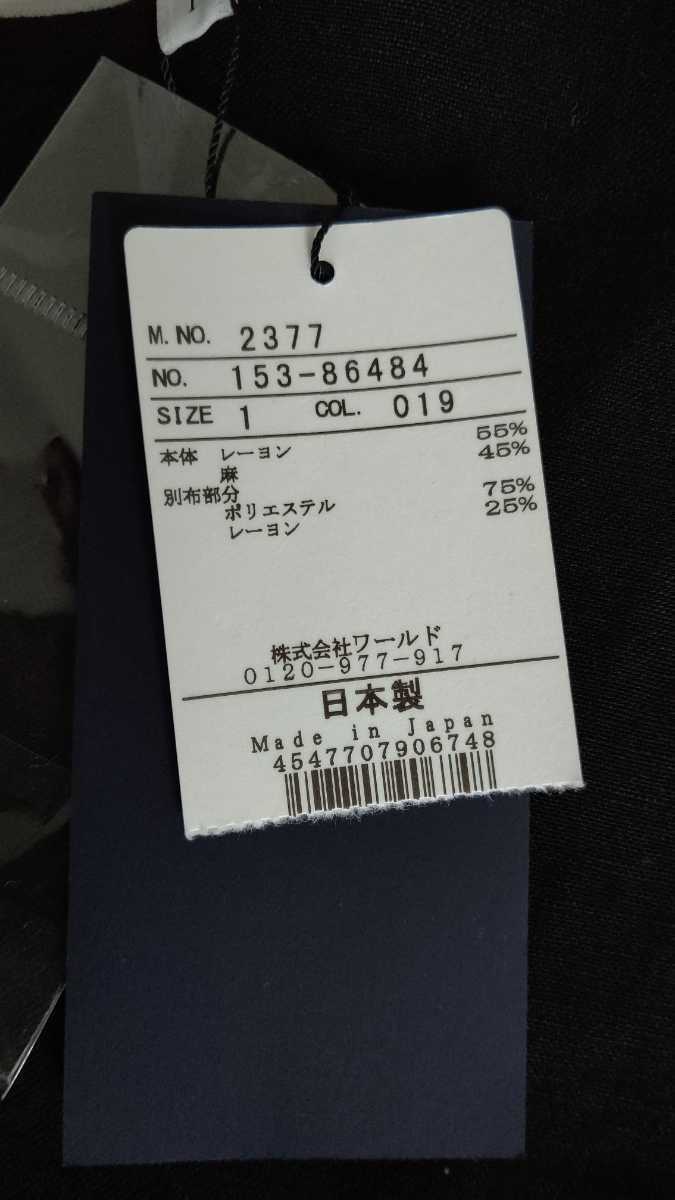 M. NO. 2377
NO. 153-86484
SIZE 1 COL. 019
本体 レーヨン 55%
麻 45%
別布部分
ポリエステル 75%
レーヨン 25%
株式会社ワールド
0120-977-917
日本製
Made in Japan
4547707906748